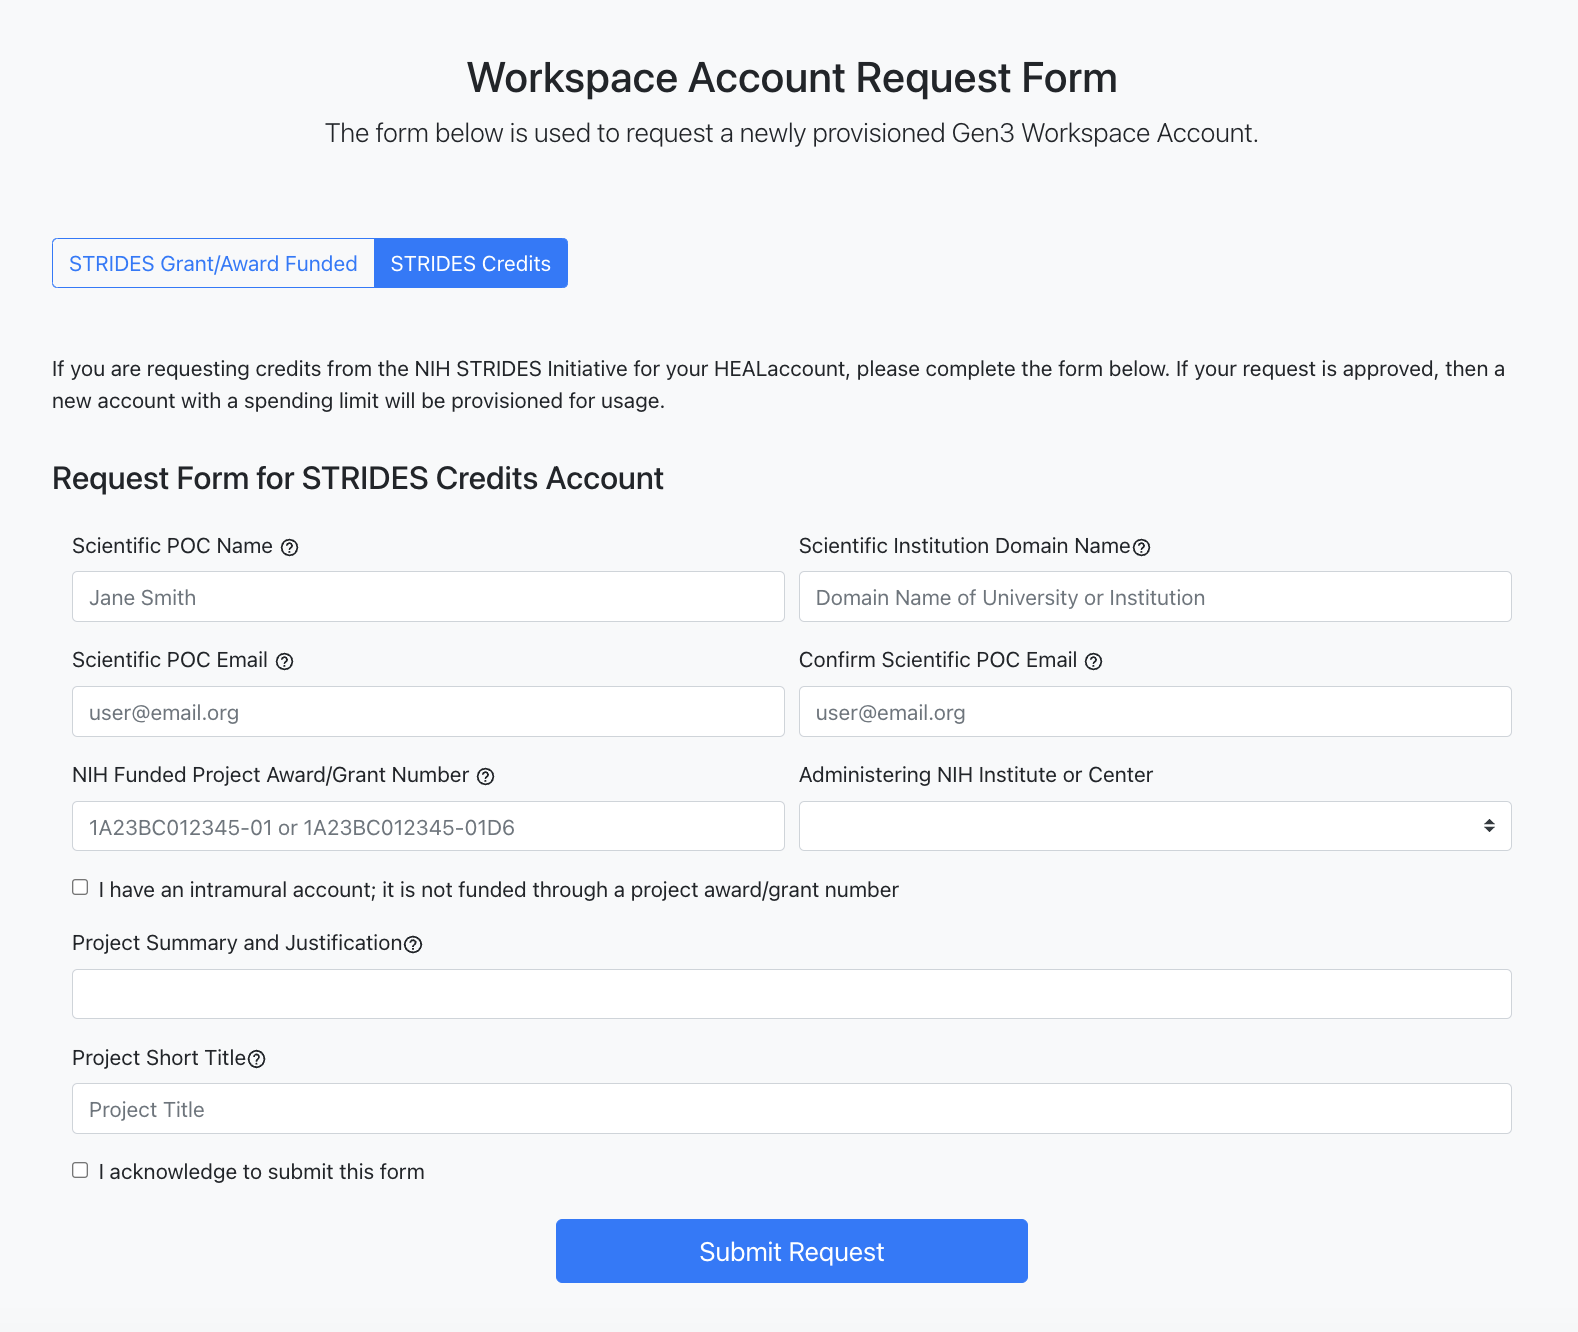 Workspace Account Request Form
The form below is used to request a newly provisioned Gen3 Workspace Account.
STRIDES Grant/Award Funded
STRIDES Credits
If you are requesting credits from the NIH STRIDES Initiative for your HEALaccount, please complete the form below. If your request is approved, then a
new account with a spending limit will be provisioned for usage.
Request Form for STRIDES Credits Account
Scientific POC Name ?
Scientific Institution Domain Name?
Jane Smith
Domain Name of University or Institution
Scientific POC Email ?
Confirm Scientific POC Email ?
user@email.org
user@email.org
NIH Funded Project Award/Grant Number ?
Administering NIH Institute or Center
1A23BC012345-01 or 1A23BC012345-01D6
I have an intramural account; it is not funded through a project award/grant number
Project Summary and Justification?
Project Short Title?
Project Title
I acknowledge to submit this form
Submit Request